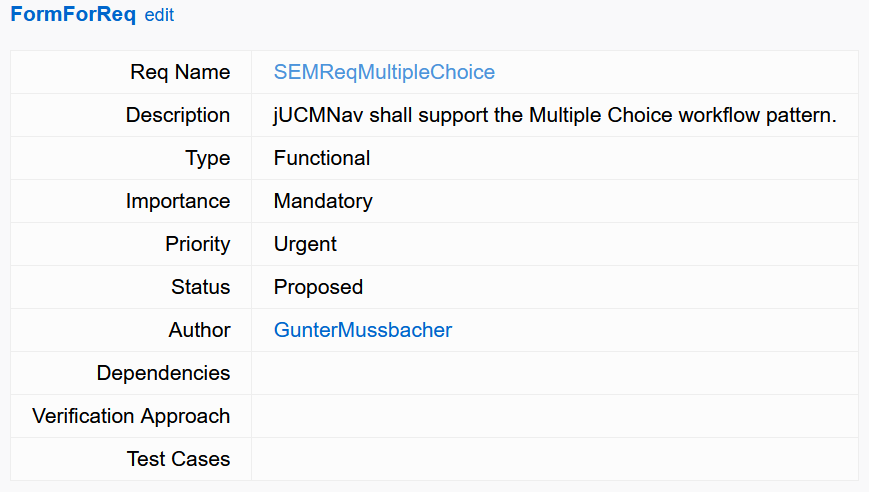 FormForReq edit
Req Name SEMReqMultipleChoice
Description jUCMNav shall support the Multiple Choice workflow pattern.
Type Functional
Importance Mandatory
Priority Urgent
Status Proposed
Author GunterMussbacher
Dependencies
Verification Approach
Test Cases